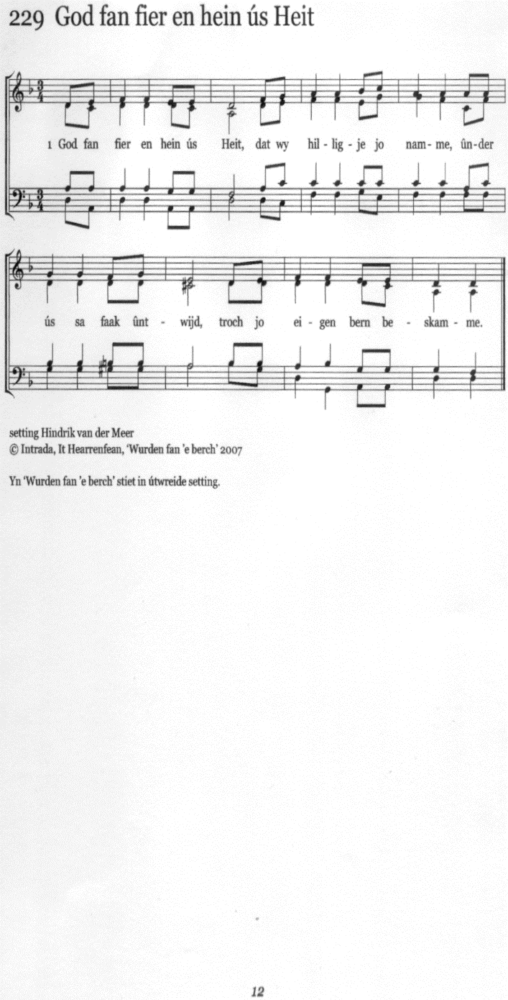 229 God fan fier en hein ús Heit
1 God fan fier en hein ús Heit, dat wy hil - lig - je jo nam - me, ûn - der
ús sa faak ûnt - wijd, troch jo ei - gen bern be - skam - me.
setting Hindrik van der Meer
© Intrada, It Hearrenfean, ‘Wurden fan ’e berch’ 2007
Yn ‘Wurden fan ’e berch’ stiet in útwreide setting.
12